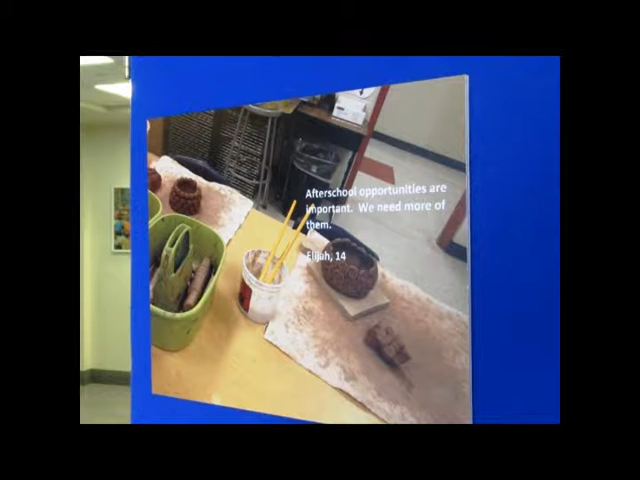 Afterschool opportunities are
important. We need more of
them.
Elijah, 14